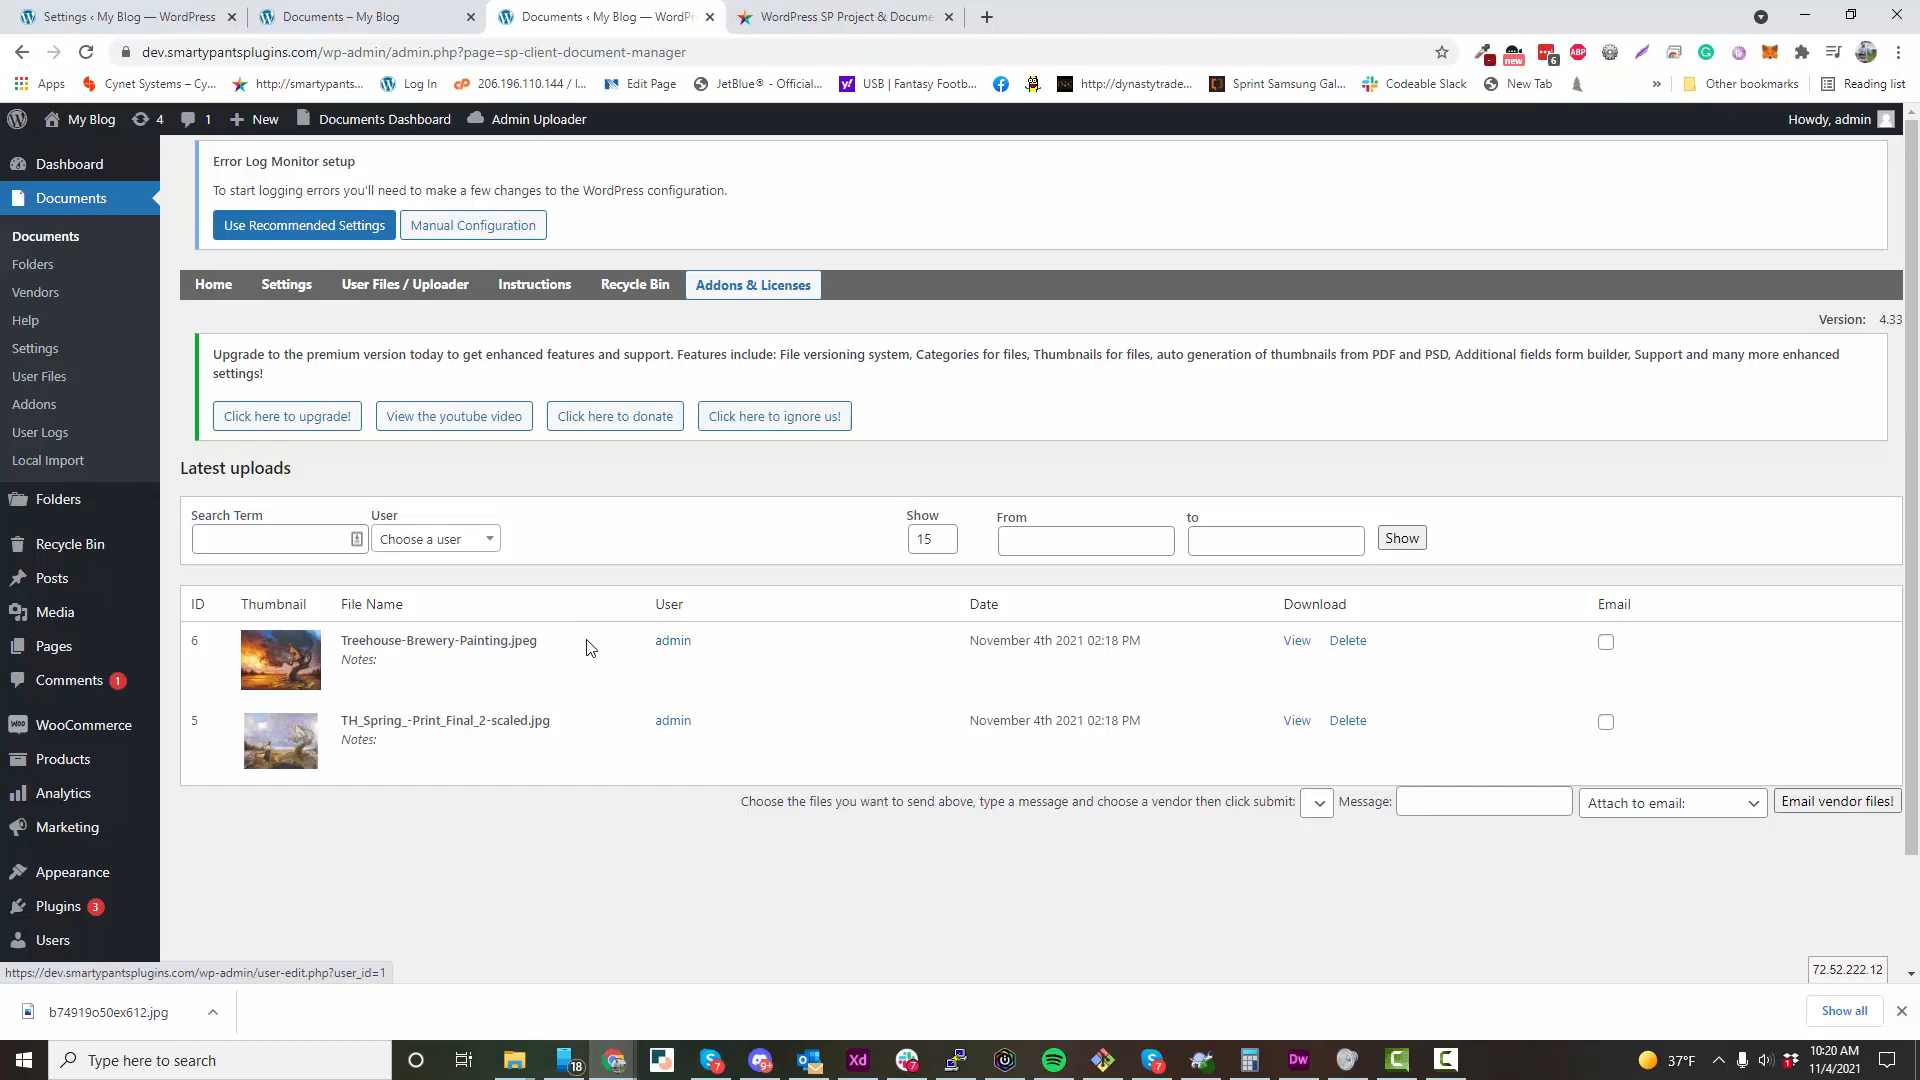 Settings ‹ My Blog — WordPress
Documents – My Blog
Documents ‹ My Blog — WordPr
WordPress SP Project & Docume
dev.smartypantsplugins.com/wp-admin/admin.php?page=sp-client-document-manager
new
6
ABP
Apps
Cynet Systems – Cy...
http://smartypants...
Log In
206.196.110.144 / l...
Edit Page
JetBlue® - Official...
USB | Fantasy Footb...
http://dynastytrade...
Sprint Samsung Gal...
Codeable Slack
New Tab
»
Other bookmarks
Reading list
My Blog
4
1
New
Documents Dashboard
Admin Uploader
Howdy, admin
Dashboard
Documents
Documents
Folders
Vendors
Help
Settings
User Files
Addons
User Logs
Local Import
Folders
Recycle Bin
Posts
Media
Pages
Comments 1
WooCommerce
Products
Analytics
Marketing
Appearance
Plugins 3
Users
Error Log Monitor setup
To start logging errors you'll need to make a few changes to the WordPress configuration.
Use Recommended Settings
Manual Configuration
Home
Settings
User Files / Uploader
Instructions
Recycle Bin
Addons & Licenses
Version: 4.33
Upgrade to the premium version today to get enhanced features and support. Features include: File versioning system, Categories for files, Thumbnails for files, auto generation of thumbnails from PDF and PSD, Additional fields form builder, Support and many more enhanced
settings!
Click here to upgrade!
View the youtube video
Click here to donate
Click here to ignore us!
Latest uploads
Search Term
User
Show
From
to
Choose a user
15
Show
ID
Thumbnail
File Name
User
Date
Download
Email
6
Treehouse-Brewery-Painting.jpeg
admin
November 4th 2021 02:18 PM
View
Delete
Notes:
5
TH_Spring_-Print_Final_2-scaled.jpg
admin
November 4th 2021 02:18 PM
View
Delete
Notes:
Choose the files you want to send above, type a message and choose a vendor then click submit:
Message:
Attach to email:
Email vendor files!
https://dev.smartypantsplugins.com/wp-admin/user-edit.php?user_id=1
72.52.222.12
b74919o50ex612.jpg
Show all
Type here to search
18
7
9+
Xd
7
7
Dw
37°F
10:20 AM
11/4/2021